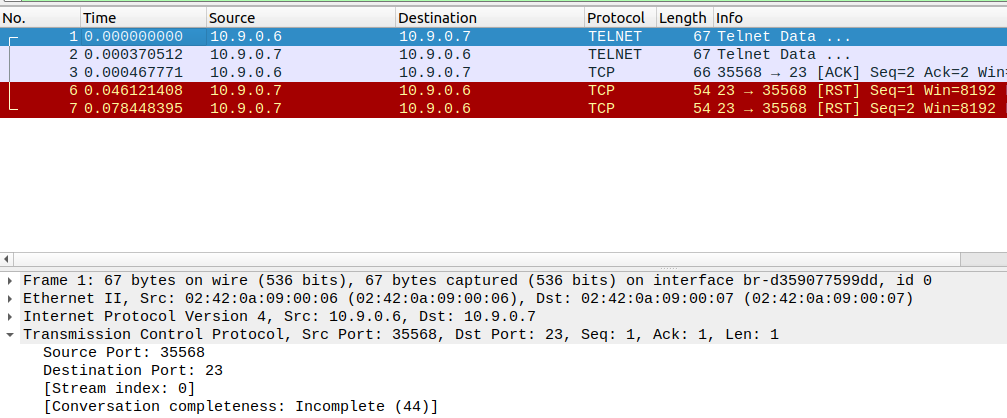 No. Time Source Destination Protocol Length Info
1 0.000000000 10.9.0.6 10.9.0.7 TELNET 67 Telnet Data ...
2 0.000370512 10.9.0.7 10.9.0.6 TELNET 67 Telnet Data ...
3 0.000467771 10.9.0.6 10.9.0.7 TCP 66 35568 → 23 [ACK] Seq=2 Ack=2 Win=
6 0.046121408 10.9.0.7 10.9.0.6 TCP 54 23 → 35568 [RST] Seq=1 Win=8192
7 0.078448395 10.9.0.7 10.9.0.6 TCP 54 23 → 35568 [RST] Seq=2 Win=8192
Frame 1: 67 bytes on wire (536 bits), 67 bytes captured (536 bits) on interface br-d359077599dd, id 0
Ethernet II, Src: 02:42:0a:09:00:06 (02:42:0a:09:00:06), Dst: 02:42:0a:09:00:07 (02:42:0a:09:00:07)
Internet Protocol Version 4, Src: 10.9.0.6, Dst: 10.9.0.7
Transmission Control Protocol, Src Port: 35568, Dst Port: 23, Seq: 1, Ack: 1, Len: 1
Source Port: 35568
Destination Port: 23
[Stream index: 0]
[Conversation completeness: Incomplete (44)]